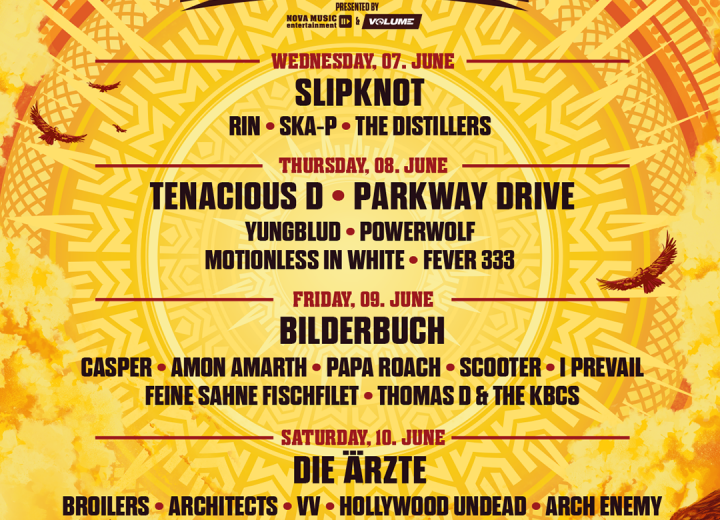 PRESENTED BY
NOVA MUSIC entertainment & VOLUME
WEDNESDAY, 07. JUNE
SLIPKNOT
RIN • SKA-P • THE DISTILLERS
THURSDAY, 08. JUNE
TENACIOUS D • PARKWAY DRIVE
YUNGBLUD • POWERWOLF
MOTIONLESS IN WHITE • FEVER 333
FRIDAY, 09. JUNE
BILDERBUCH
CASPER • AMON AMARTH • PAPA ROACH • SCOOTER • I PREVAIL
FEINE SAHNE FISCHFILET • THOMAS D & THE KBCS
SATURDAY, 10. JUNE
DIE ÄRZTE
BROILERS • ARCHITECTS • VV • HOLLYWOOD UNDEAD • ARCH ENEMY